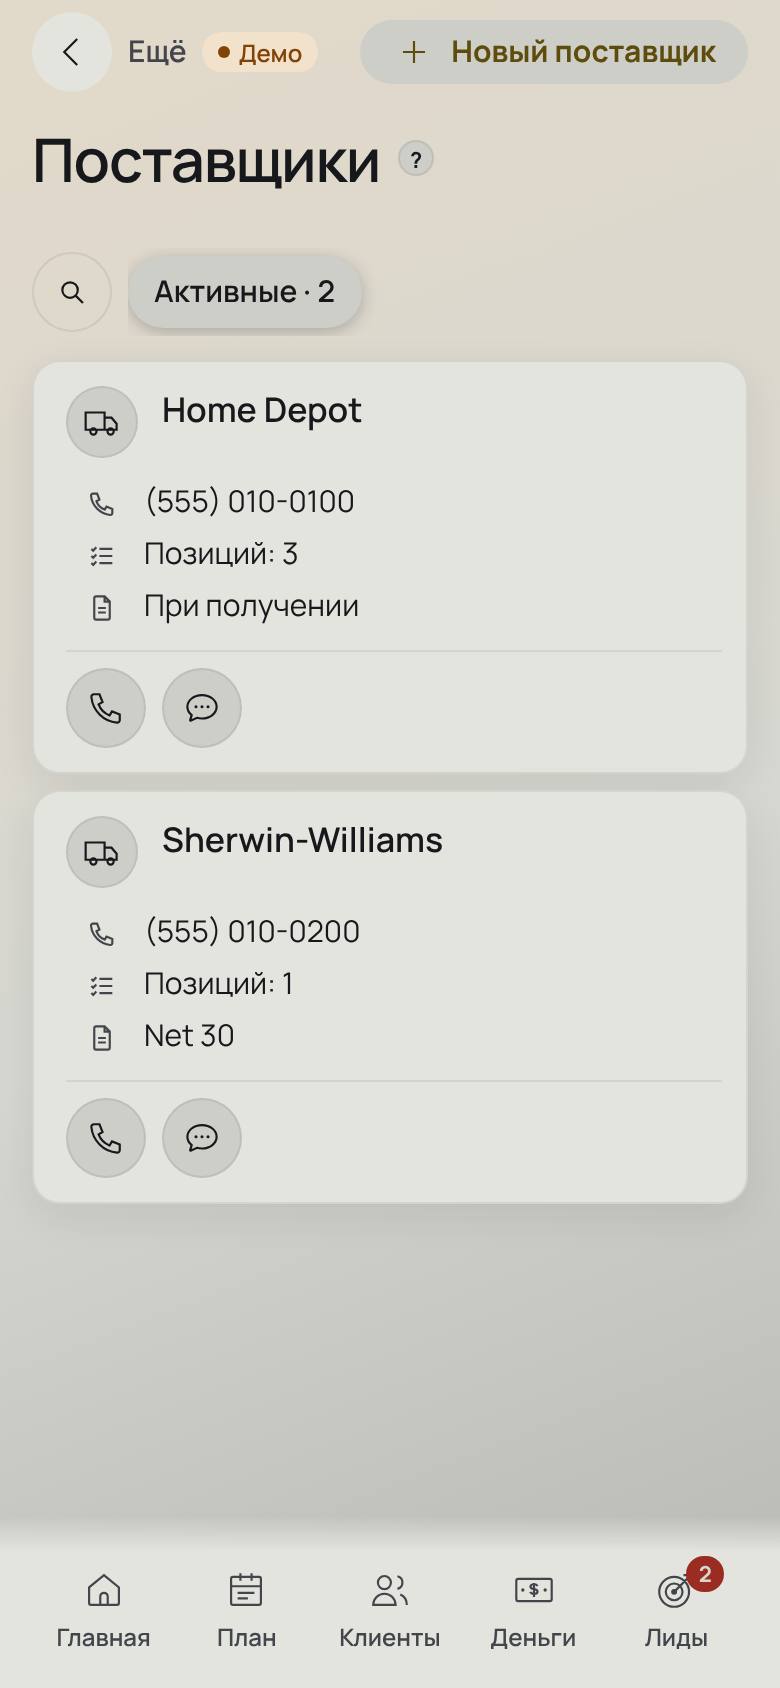 Ещё
Демо
Новый поставщик
Поставщики
?
Активные · 2
Home Depot
(555) 010-0100
Позиций: 3
При получении
Sherwin-Williams
(555) 010-0200
Позиций: 1
Net 30
2
Главная
План
Клиенты
Деньги
Лиды